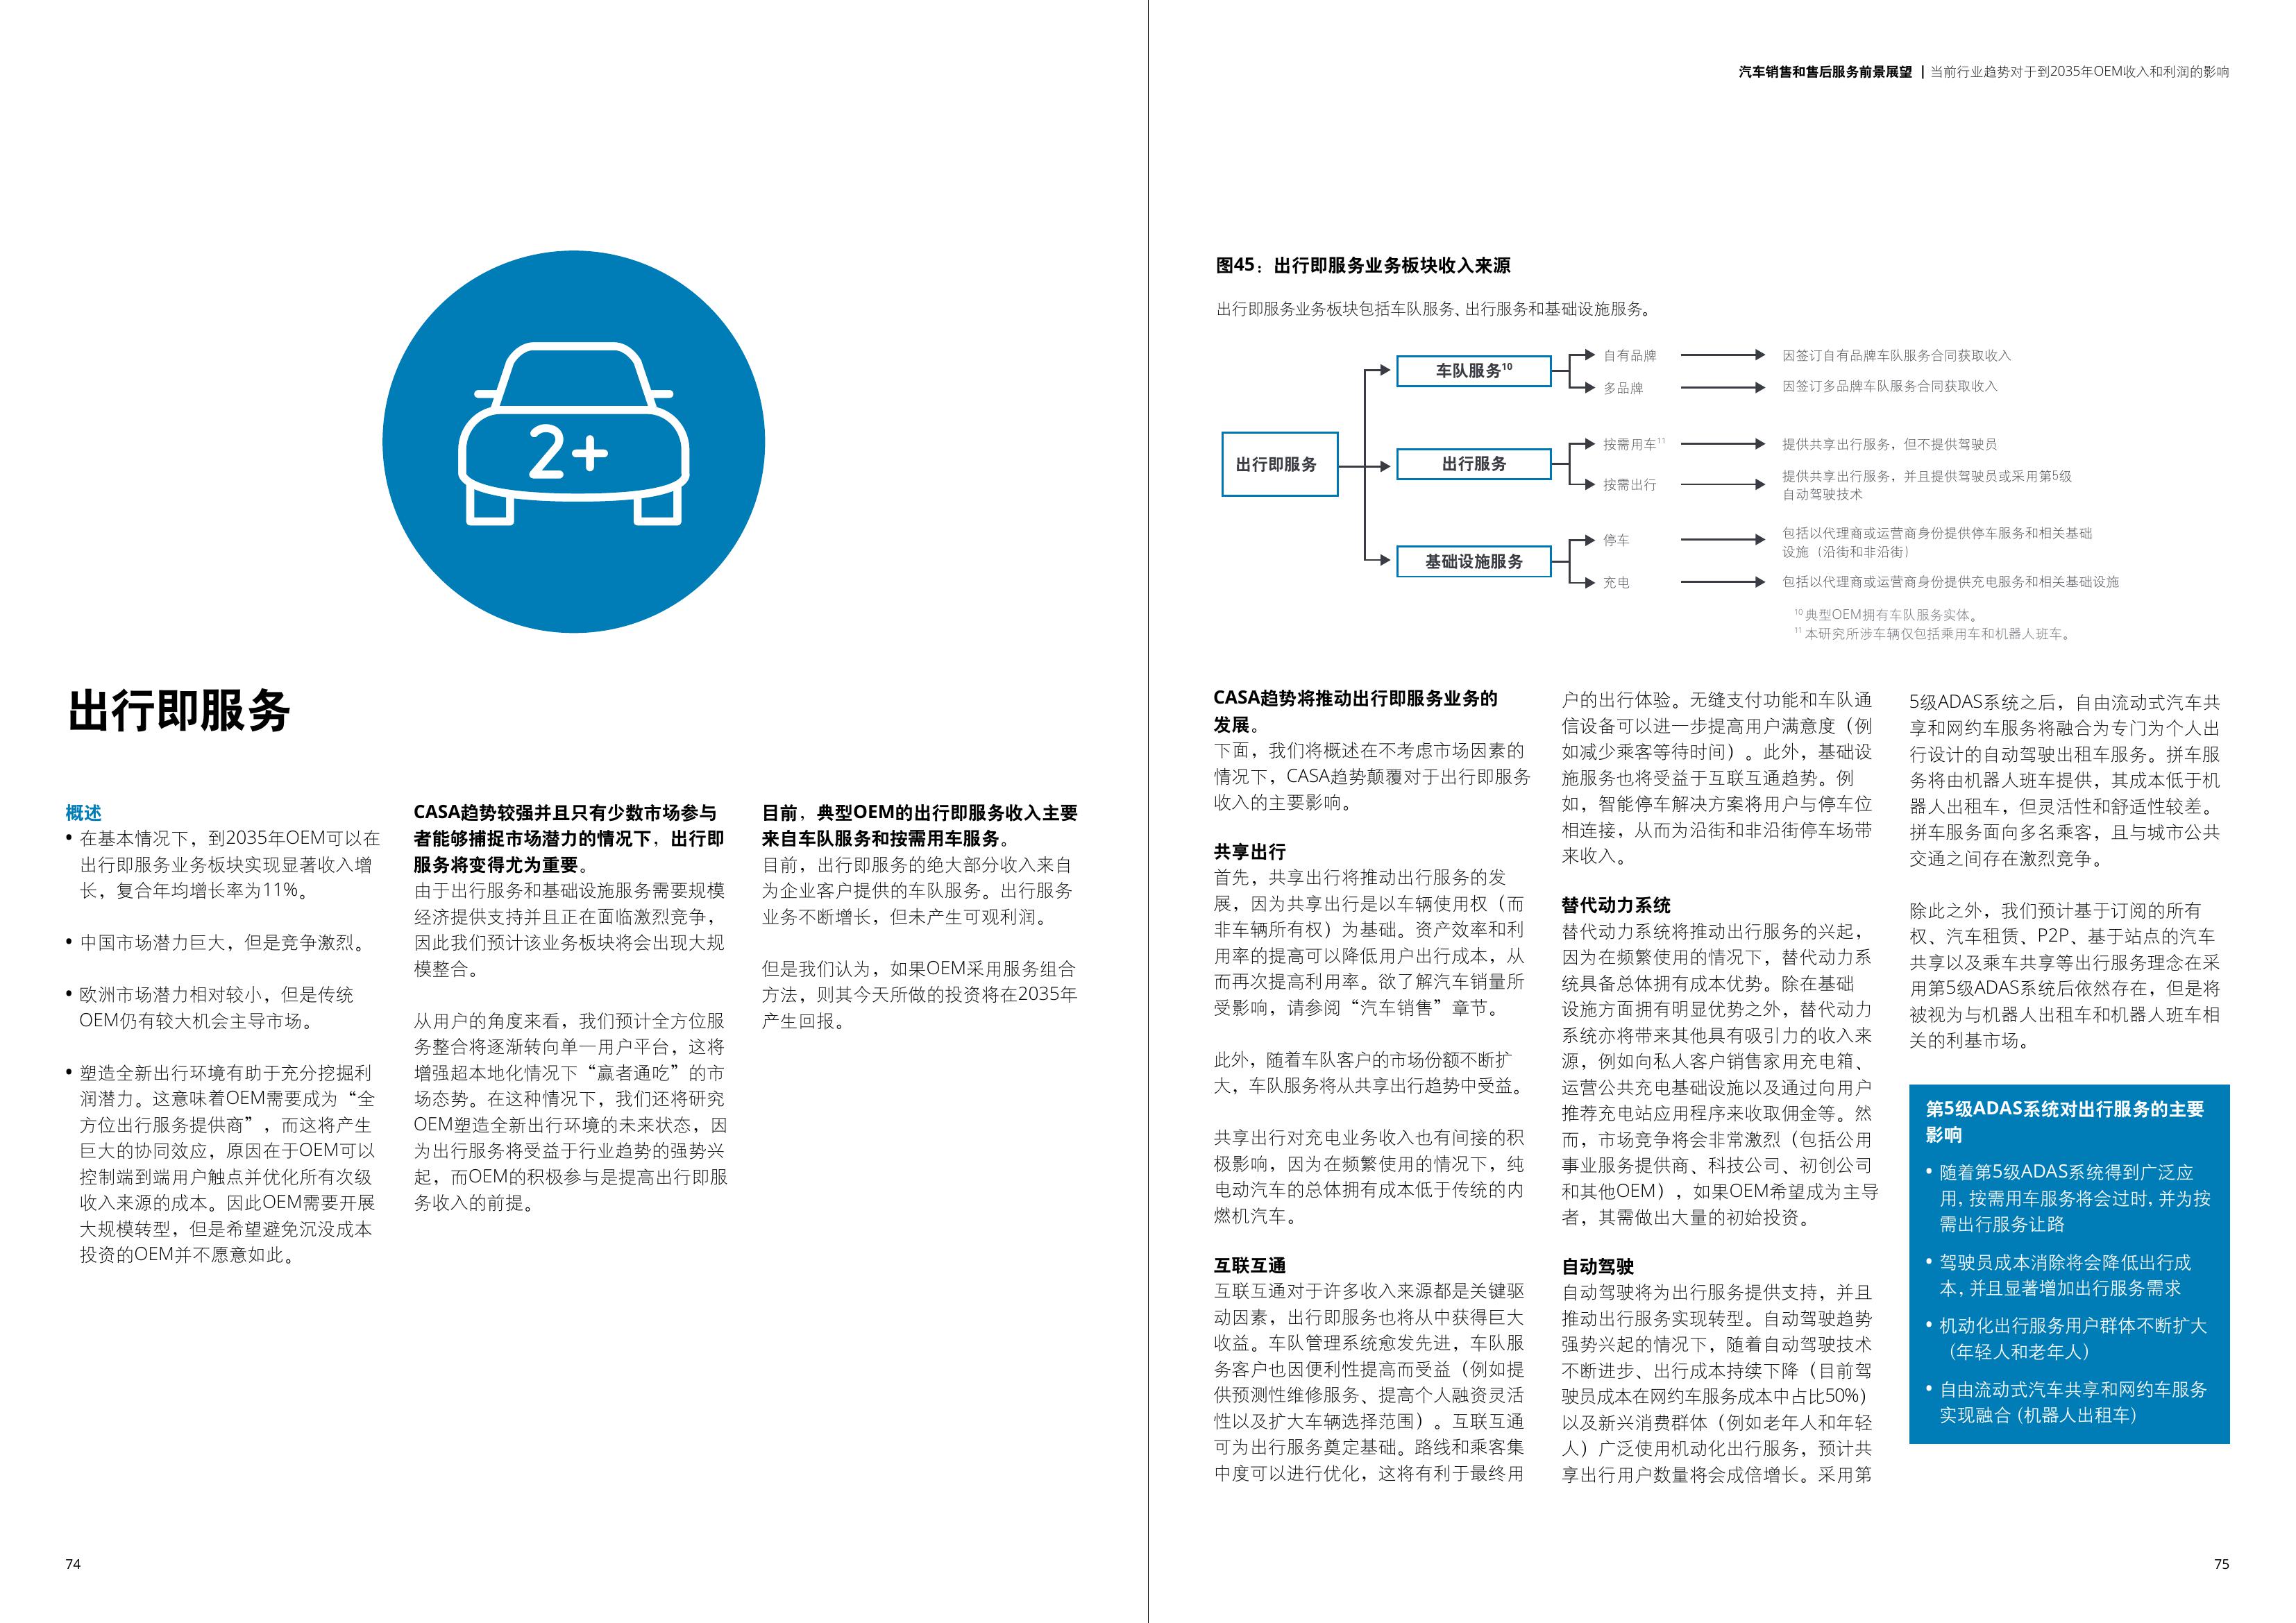 2+
出行即服务
概述
• 在基本情况下，到2035年OEM可以在
出行即服务业务板块实现显著收入增
长，复合年均增长率为11%。
• 中国市场潜力巨大，但是竞争激烈。
• 欧洲市场潜力相对较小，但是传统
OEM仍有较大机会主导市场。
• 塑造全新出行环境有助于充分挖掘利
润潜力。这意味着OEM需要成为“全
方位出行服务提供商”，而这将产生
巨大的协同效应，原因在于OEM可以
控制端到端用户触点并优化所有次级
收入来源的成本。因此OEM需要开展
大规模转型，但是希望避免沉没成本
投资的OEM并不愿意如此。
CASA趋势较强并且只有少数市场参与
者能够捕捉市场潜力的情况下，出行即
服务将变得尤为重要。
由于出行服务和基础设施服务需要规模
经济提供支持并且正在面临激烈竞争，
因此我们预计该业务板块将会出现大规
模整合。
从用户的角度来看，我们预计全方位服
务整合将逐渐转向单一用户平台，这将
增强超本地化情况下“赢者通吃”的市
场态势。在这种情况下，我们还将研究
OEM塑造全新出行环境的未来状态，因
为出行服务将受益于行业趋势的强势兴
起，而OEM的积极参与是提高出行即服
务收入的前提。
目前，典型OEM的出行即服务收入主要
来自车队服务和按需用车服务。
目前，出行即服务的绝大部分收入来自
为企业客户提供的车队服务。出行服务
业务不断增长，但未产生可观利润。
但是我们认为，如果OEM采用服务组合
方法，则其今天所做的投资将在2035年
产生回报。
74
汽车销售和售后服务前景展望 | 当前行业趋势对于到2035年OEM收入和利润的影响
图45：出行即服务业务板块收入来源
出行即服务业务板块包括车队服务、出行服务和基础设施服务。
出行即服务
车队服务10
自有品牌
因签订自有品牌车队服务合同获取收入
多品牌
因签订多品牌车队服务合同获取收入
出行服务
按需用车11
提供共享出行服务，但不提供驾驶员
按需出行
提供共享出行服务，并且提供驾驶员或采用第5级
自动驾驶技术
基础设施服务
停车
包括以代理商或运营商身份提供停车服务和相关基础
设施（沿街和非沿街）
充电
包括以代理商或运营商身份提供充电服务和相关基础设施
10 典型OEM拥有车队服务实体。
11 本研究所涉车辆仅包括乘用车和机器人班车。
CASA趋势将推动出行即服务业务的
发展。
下面，我们将概述在不考虑市场因素的
情况下，CASA趋势颠覆对于出行即服务
收入的主要影响。
共享出行
首先，共享出行将推动出行服务的发
展，因为共享出行是以车辆使用权（而
非车辆所有权）为基础。资产效率和利
用率的提高可以降低用户出行成本，从
而再次提高利用率。欲了解汽车销量所
受影响，请参阅“汽车销售”章节。
此外，随着车队客户的市场份额不断扩
大，车队服务将从共享出行趋势中受益。
共享出行对充电业务收入也有间接的积
极影响，因为在频繁使用的情况下，纯
电动汽车的总体拥有成本低于传统的内
燃机汽车。
互联互通
互联互通对于许多收入来源都是关键驱
动因素，出行即服务也将从中获得巨大
收益。车队管理系统愈发先进，车队服
务客户也因便利性提高而受益（例如提
供预测性维修服务、提高个人融资灵活
性以及扩大车辆选择范围）。互联互通
可为出行服务奠定基础。路线和乘客集
中度可以进行优化，这将有利于最终用
户的出行体验。无缝支付功能和车队通
信设备可以进一步提高用户满意度（例
如减少乘客等待时间）。此外，基础设
施服务也将受益于互联互通趋势。例
如，智能停车解决方案将用户与停车位
相连接，从而为沿街和非沿街停车场带
来收入。
替代动力系统
替代动力系统将推动出行服务的兴起，
因为在频繁使用的情况下，替代动力系
统具备总体拥有成本优势。除在基础
设施方面拥有明显优势之外，替代动力
系统亦将带来其他具有吸引力的收入来
源，例如向私人客户销售家用充电箱、
运营公共充电基础设施以及通过向用户
推荐充电站应用程序来收取佣金等。然
而，市场竞争将会非常激烈（包括公用
事业服务提供商、科技公司、初创公司
和其他OEM），如果OEM希望成为主导
者，其需做出大量的初始投资。
自动驾驶
自动驾驶将为出行服务提供支持，并且
推动出行服务实现转型。自动驾驶趋势
强势兴起的情况下，随着自动驾驶技术
不断进步、出行成本持续下降（目前驾
驶员成本在网约车服务成本中占比50%）
以及新兴消费群体（例如老年人和年轻
人）广泛使用机动化出行服务，预计共
享出行用户数量将会成倍增长。采用第
5级ADAS系统之后，自由流动式汽车共
享和网约车服务将融合为专门为个人出
行设计的自动驾驶出租车服务。拼车服
务将由机器人班车提供，其成本低于机
器人出租车，但灵活性和舒适性较差。
拼车服务面向多名乘客，且与城市公共
交通之间存在激烈竞争。
除此之外，我们预计基于订阅的所有
权、汽车租赁、P2P、基于站点的汽车
共享以及乘车共享等出行服务理念在采
用第5级ADAS系统后依然存在，但是将
被视为与机器人出租车和机器人班车相
关的利基市场。
第5级ADAS系统对出行服务的主要
影响
• 随着第5级ADAS系统得到广泛应
用，按需用车服务将会过时，并为按
需出行服务让路
• 驾驶员成本消除将会降低出行成
本，并且显著增加出行服务需求
• 机动化出行服务用户群体不断扩大
（年轻人和老年人）
• 自由流动式汽车共享和网约车服务
实现融合（机器人出租车）
75